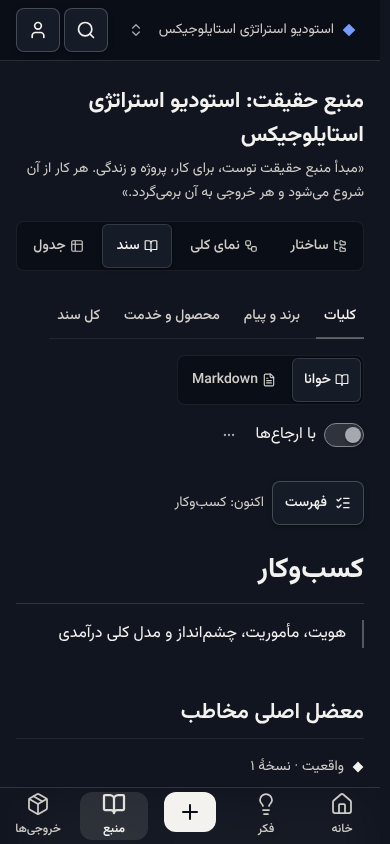 استودیو استراتژی استایلوجیکس
منبع حقیقت: استودیو استراتژی
استایلوجیکس
«مبدأ منبع حقیقت توست، برای کار، پروژه و زندگی. هر کار از آن
شروع می‌شود و هر خروجی به آن برمی‌گردد.»
ساختار
نمای کلی
سند
جدول
کلیات
برند و پیام
محصول و خدمت
کل سند
خوانا
Markdown
با ارجاع‌ها
...
فهرست
اکنون: کسب‌وکار
کسب‌وکار
هویت، مأموریت، چشم‌انداز و مدل کلی درآمدی
معضل اصلی مخاطب
واقعیت · نسخهٔ ۱
خانه
فکر
منبع
خروجی‌ها